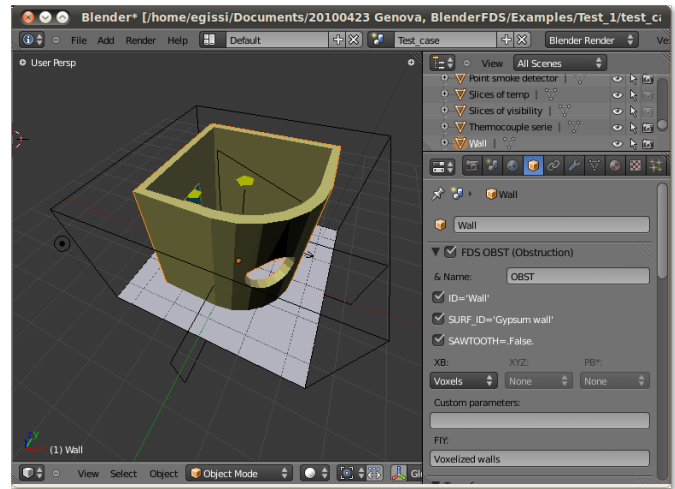 Blender* [/home/egissi/Documents/20100423 Genova, BlenderFDS/Examples/Test_1/test_ca
File Add Render Help Default Test_case Blender Render Ve
User Persp
View All Scenes
Point smoke detector
Slices of temp
Slices of visibility
Thermocouple serie
Wall
Wall
Wall
FDS OBST (Obstruction)
& Name: OBST
ID='Wall'
SURF_ID='Gypsum wall'
SAWTOOTH=.False.
XB: XYZ: PB*:
Voxels None None
Custom parameters:
FIY:
Voxelized walls
y
(1) Wall
View Select Object Object Mode Gl